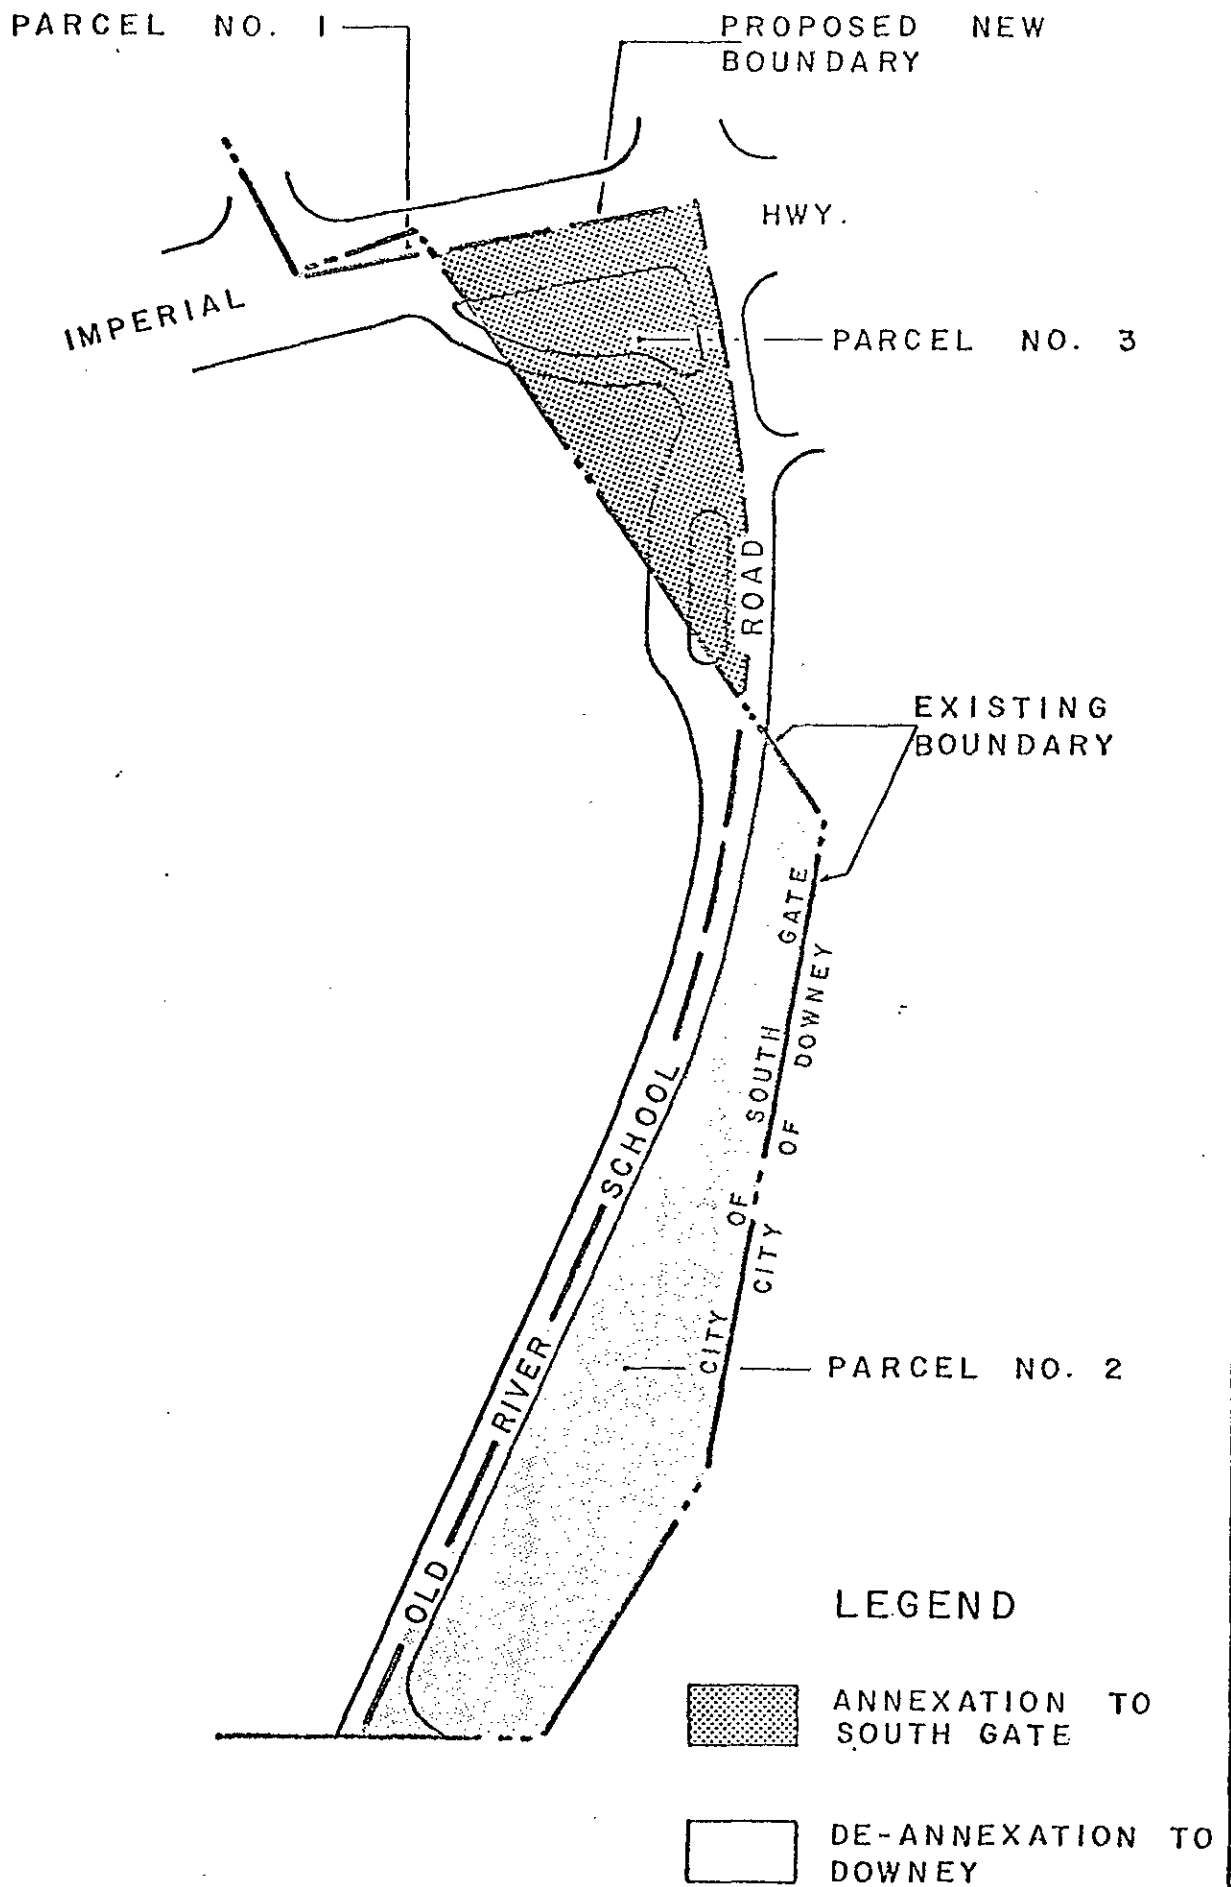 PARCEL NO. 1
PROPOSED NEW
BOUNDARY
HWY.
IMPERIAL
PARCEL NO. 3
ROAD
EXISTING
BOUNDARY
CITY OF SOUTH GATE
CITY OF DOWNEY
OLD RIVER SCHOOL
PARCEL NO. 2
LEGEND
ANNEXATION TO
SOUTH GATE
DE-ANNEXATION TO
DOWNEY